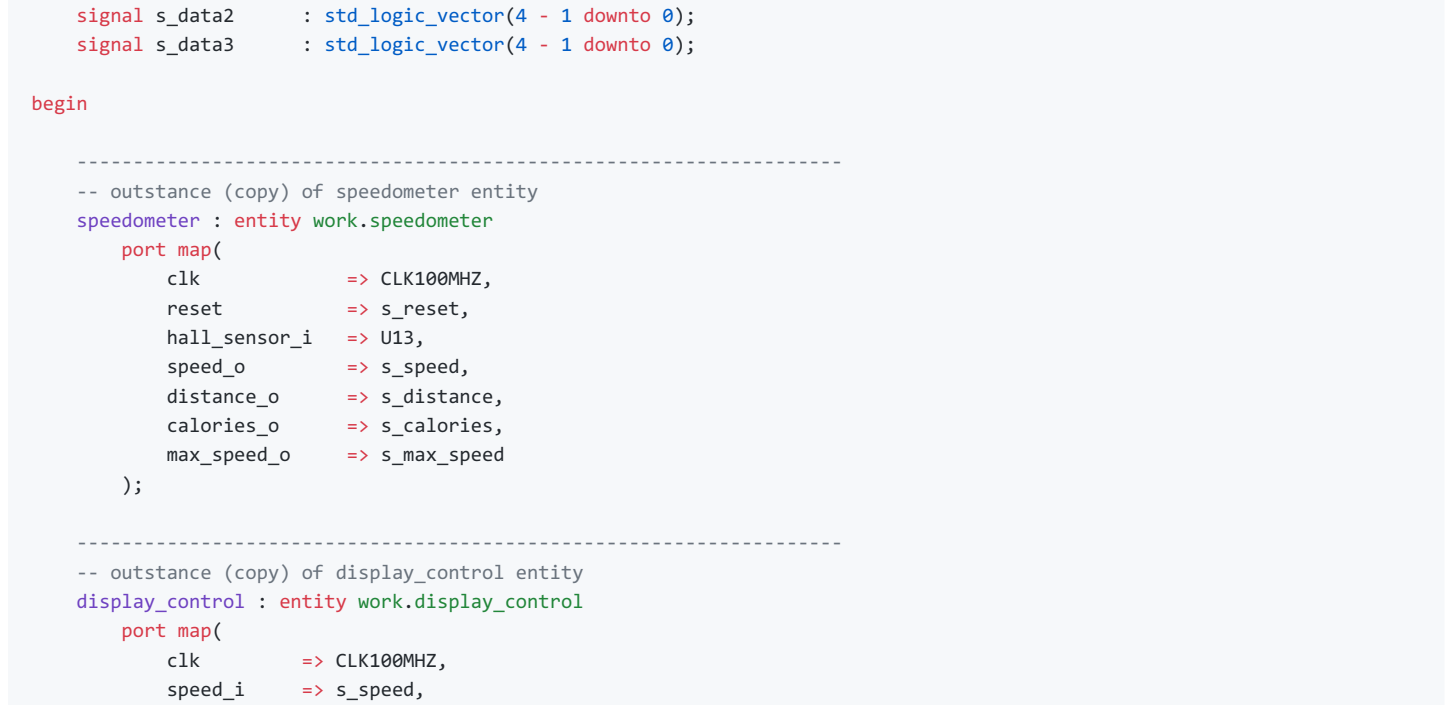 signal s_data2 : std_logic_vector(4 - 1 downto 0);
signal s_data3 : std_logic_vector(4 - 1 downto 0);
begin
--------------------------------------------------------------------
-- outstance (copy) of speedometer entity
speedometer : entity work.speedometer
port map(
clk => CLK100MHZ,
reset => s_reset,
hall_sensor_i => U13,
speed_o => s_speed,
distance_o => s_distance,
calories_o => s_calories,
max_speed_o => s_max_speed
);
--------------------------------------------------------------------
-- outstance (copy) of display_control entity
display_control : entity work.display_control
port map(
clk => CLK100MHZ,
speed_i => s_speed,